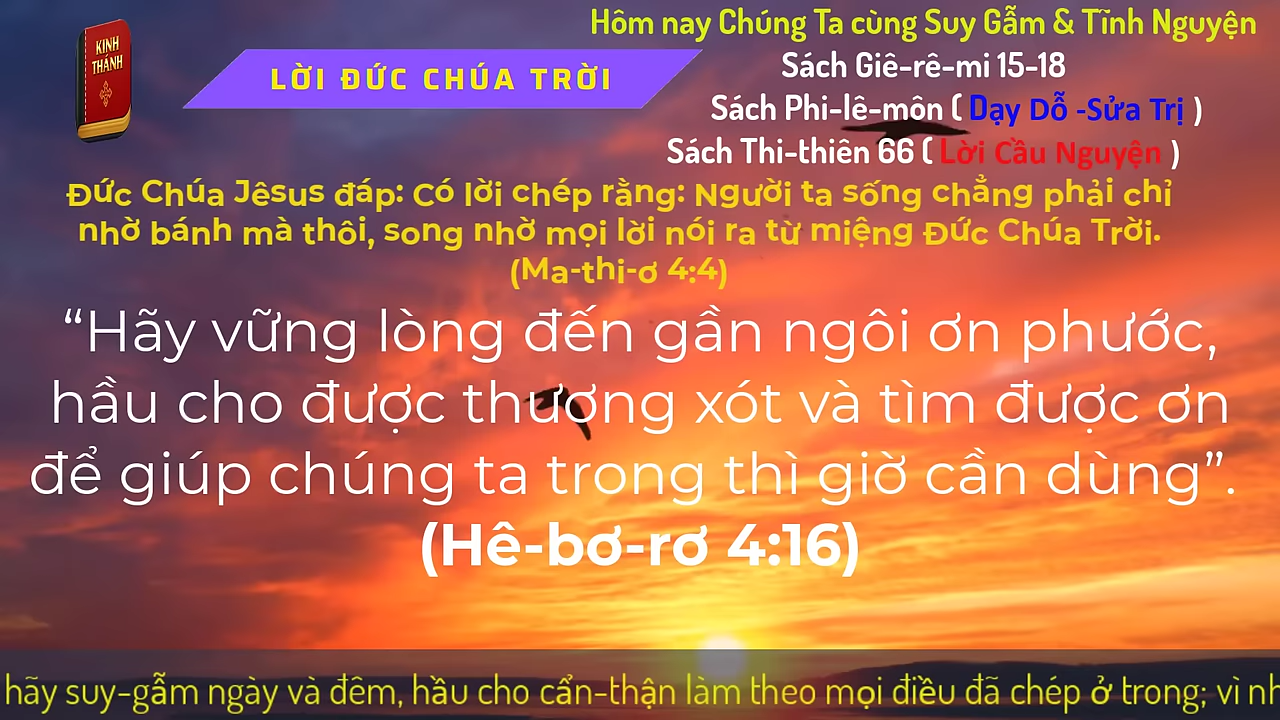 KINH
THÁNH
LỜI ĐỨC CHÚA TRỜI
Hôm nay Chúng Ta cùng Suy Gẫm & Tĩnh Nguyện
Sách Giê-rê-mi 15-18
Sách Phi-lê-môn ( Dạy Dỗ -Sửa Trị )
Sách Thi-thiên 66 ( Lời Cầu Nguyện )
Đức Chúa Jêsus đáp: Có lời chép rằng: Người ta sống chẳng phải chỉ
nhờ bánh mà thôi, song nhờ mọi lời nói ra từ miệng Đức Chúa Trời.
(Ma-thi-ơ 4:4)
“Hãy vững lòng đến gần ngôi ơn phước,
hầu cho được thương xót và tìm được ơn
để giúp chúng ta trong thì giờ cần dùng”.
(Hê-bơ-rơ 4:16)
hãy suy-gẫm ngày và đêm, hầu cho cẩn-thận làm theo mọi điều đã chép ở trong; vì nh